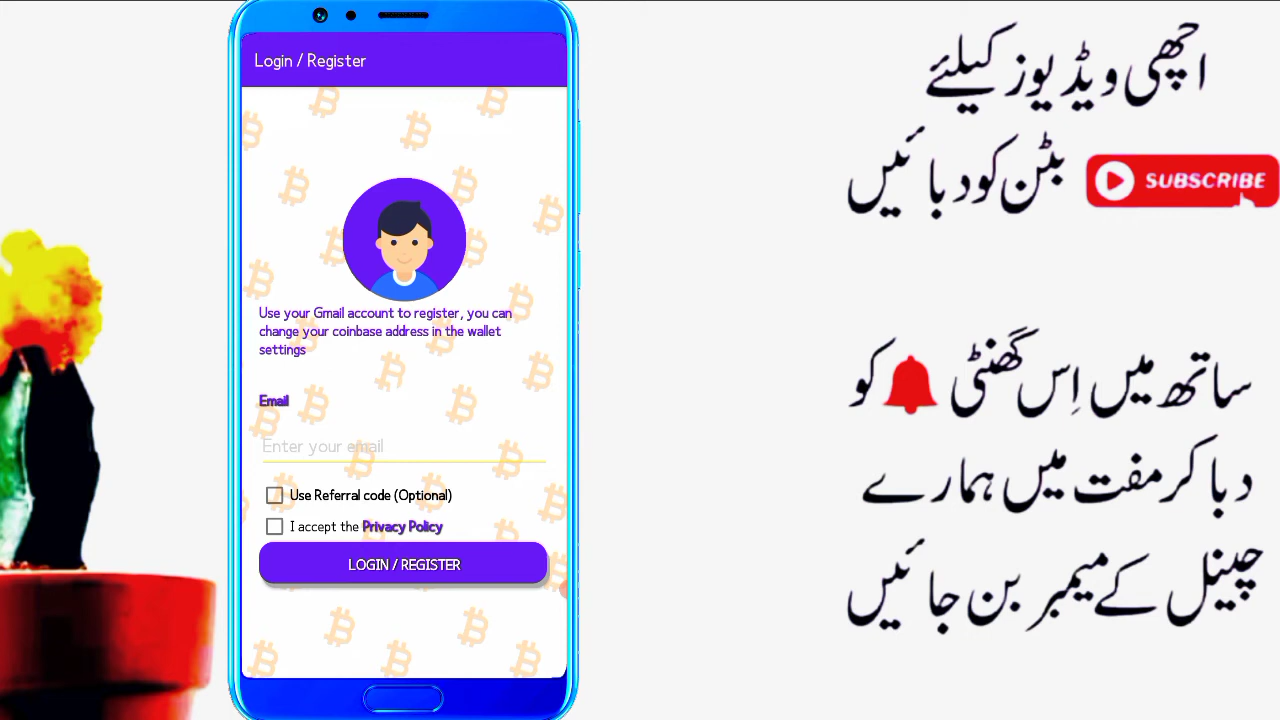 Login / Register
Use your Gmail account to register, you can
change your coinbase address in the wallet
settings
Email
Enter your email
Use Referral code (Optional)
I accept the Privacy Policy
LOGIN / REGISTER
اچھی ویڈیوز کیلئے
SUBSCRIBE بٹن کو دبائیں
ساتھ میں اِس گھنٹی کو
دبا کر مفت میں ہمارے
چینل کے میمبر بن جائیں